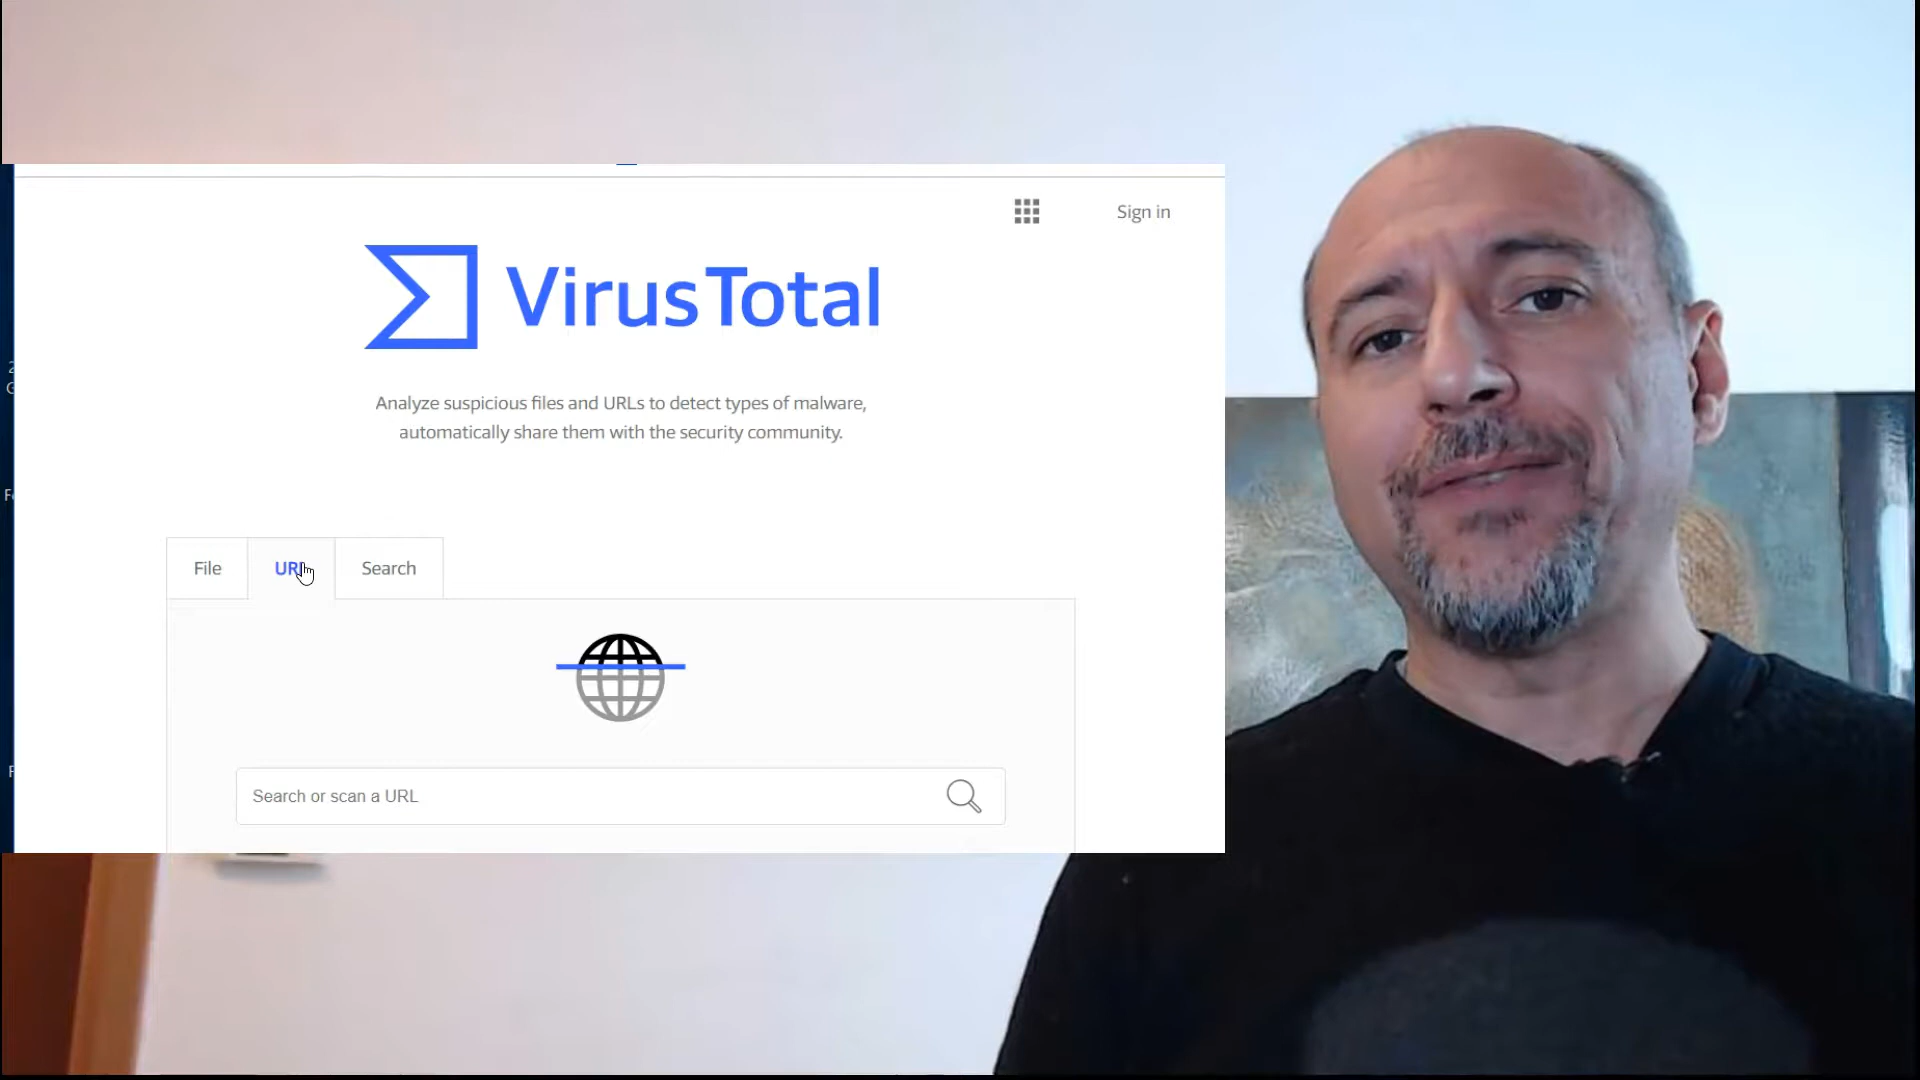 Sign in
VirusTotal
Analyze suspicious files and URLs to detect types of malware,
automatically share them with the security community.
File
URL
Search
Search or scan a URL